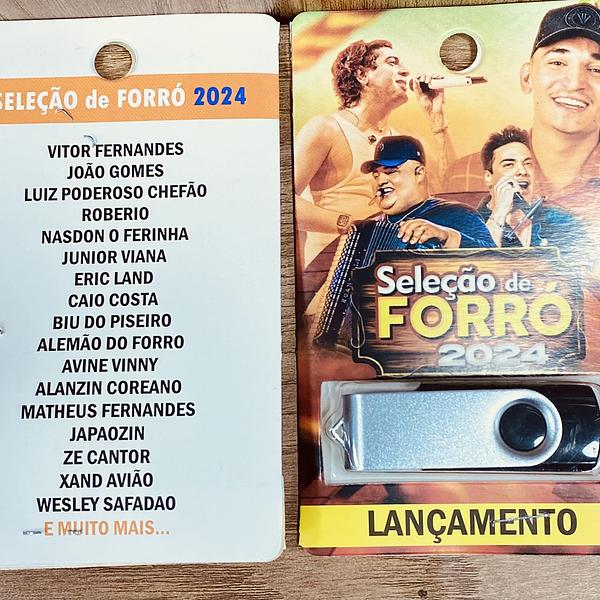 SELEÇÃO de FORRÓ 2024
VITOR FERNANDES
JOÃO GOMES
LUIZ PODEROSO CHEFÃO
ROBERIO
NASDON O FERINHA
JUNIOR VIANA
ERIC LAND
CAIO COSTA
BIU DO PISEIRO
ALEMÃO DO FORRO
AVINE VINNY
ALANZIN COREANO
MATHEUS FERNANDES
JAPAOZIN
ZE CANTOR
XAND AVIÃO
WESLEY SAFADAO
E MUITO MAIS...
Seleção de
FORRÓ
2024
LANÇAMENTO